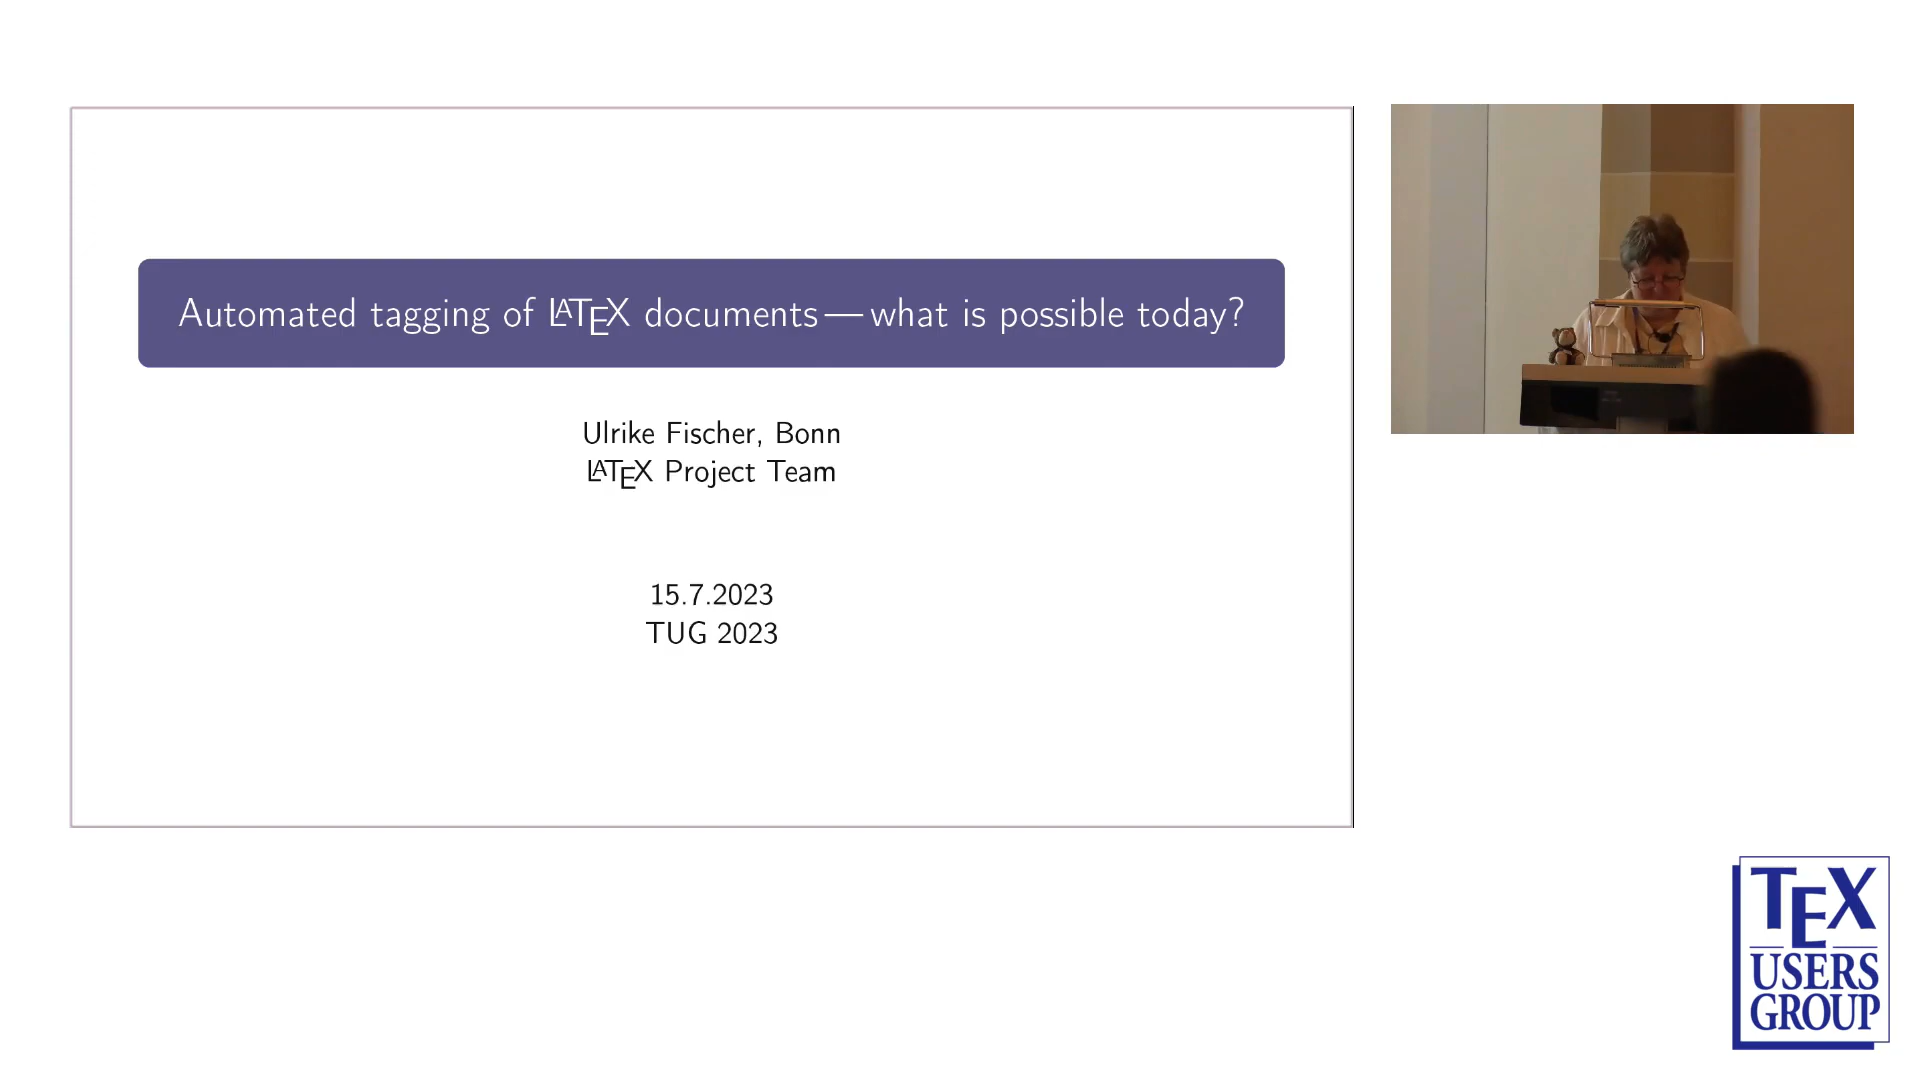 Automated tagging of LATEX documents — what is possible today?
Ulrike Fischer, Bonn
LATEX Project Team
15.7.2023
TUG 2023
TEX
USERS
GROUP